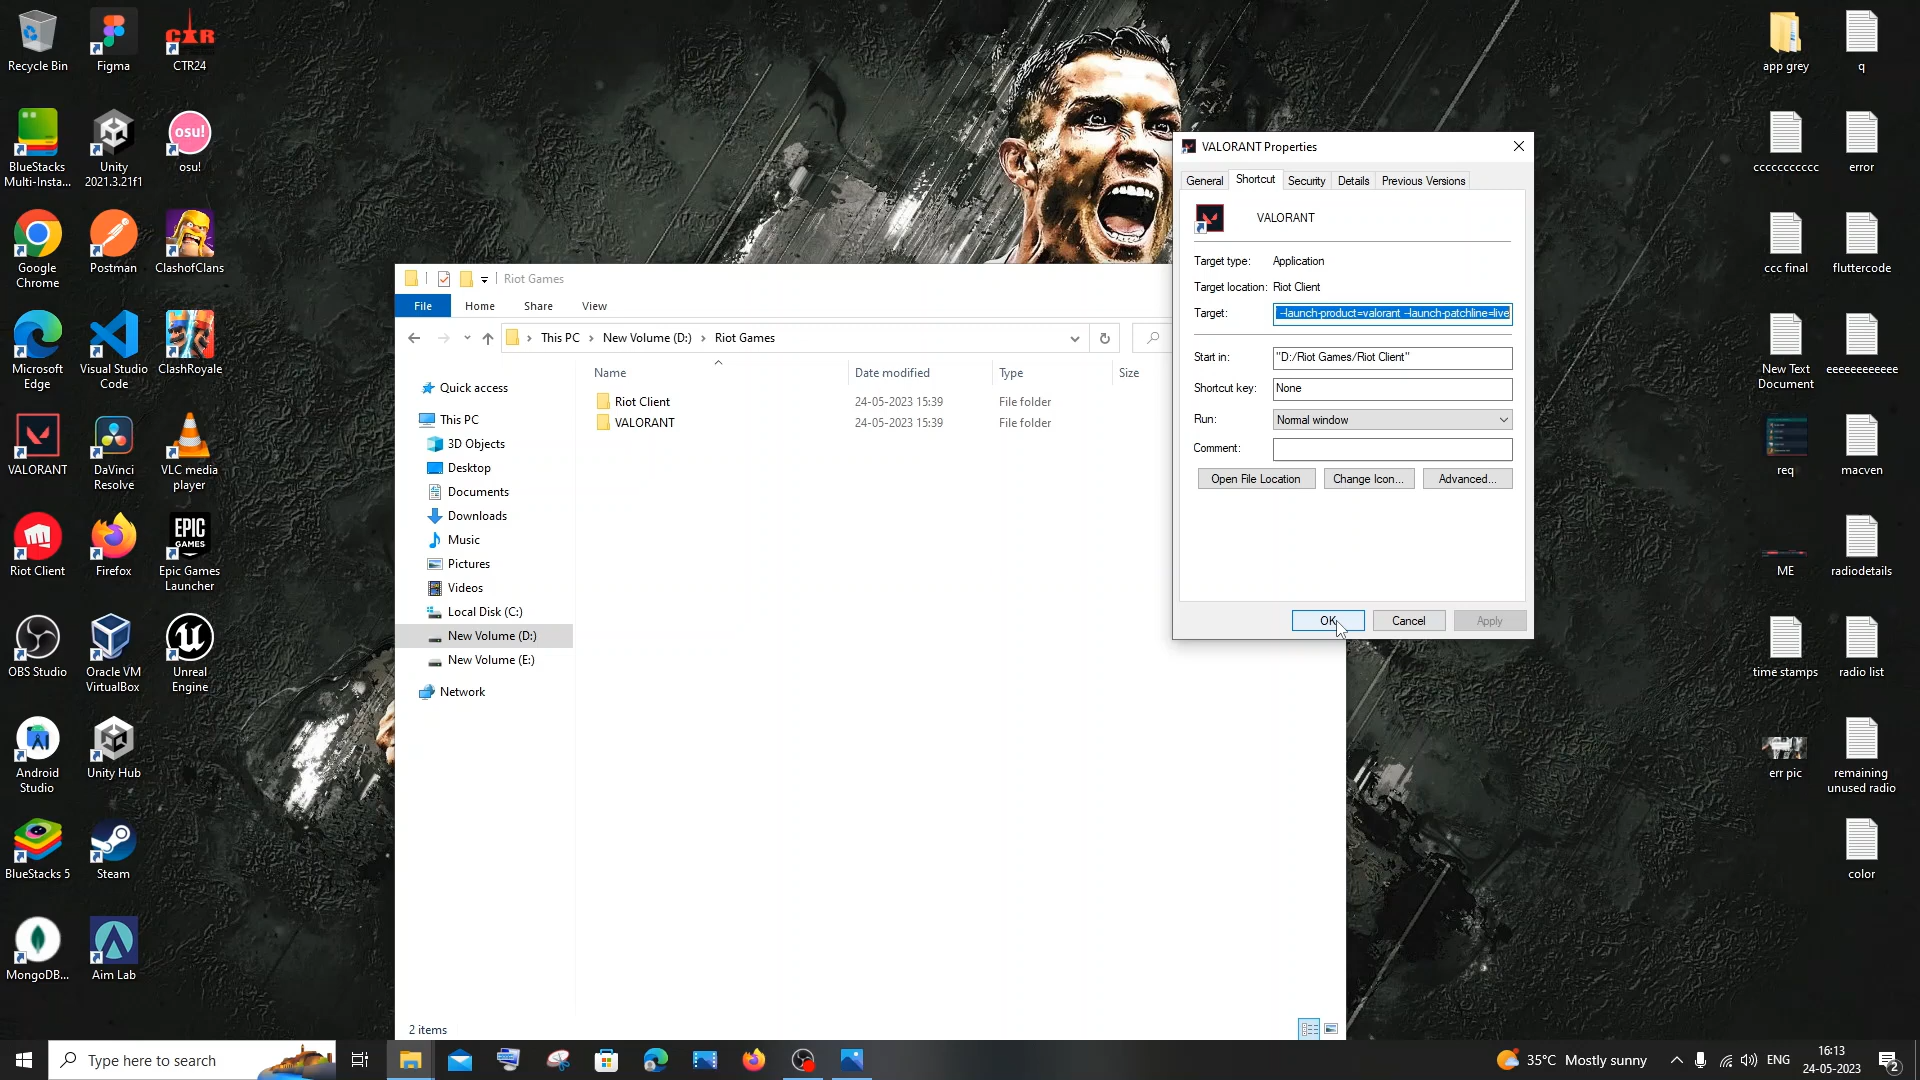 Recycle Bin
Figma
CTR
CTR24
BlueStacks
Multi-Insta...
Unity
2021.3.21f1
osu!
osu!
Google
Chrome
Postman
ClashofClans
Microsoft
Edge
Visual Studio
Code
ClashRoyale
VALORANT
DaVinci
Resolve
VLC media
player
Riot Client
Firefox
EPIC
GAMES
Epic Games
Launcher
OBS Studio
Oracle VM
VirtualBox
Unreal
Engine
Android
Studio
Unity Hub
BlueStacks 5
Steam
MongoDB...
Aim Lab
Riot Games
File
Home
Share
View
This PC
New Volume (D:)
Riot Games
Name
Date modified
Type
Size
Riot Client
24-05-2023 15:39
File folder
VALORANT
24-05-2023 15:39
File folder
Quick access
This PC
3D Objects
Desktop
Documents
Downloads
Music
Pictures
Videos
Local Disk (C:)
New Volume (D:)
New Volume (E:)
Network
2 items
VALORANT Properties
General
Shortcut
Security
Details
Previous Versions
VALORANT
Target type:
Application
Target location:
Riot Client
Target:
--launch-product=valorant --launch-patchline=live
Start in:
"D:/Riot Games/Riot Client"
Shortcut key:
None
Run:
Normal window
Comment:
Open File Location
Change Icon...
Advanced...
OK
Cancel
Apply
app grey
q
ccccccccccc
error
ccc final
fluttercode
New Text
Document
eeeeeeeeeeee
req
macven
ME
radiodetails
time stamps
radio list
err pic
remaining
unused radio
color
Type here to search
35°C Mostly sunny
ENG
16:13
24-05-2023
2